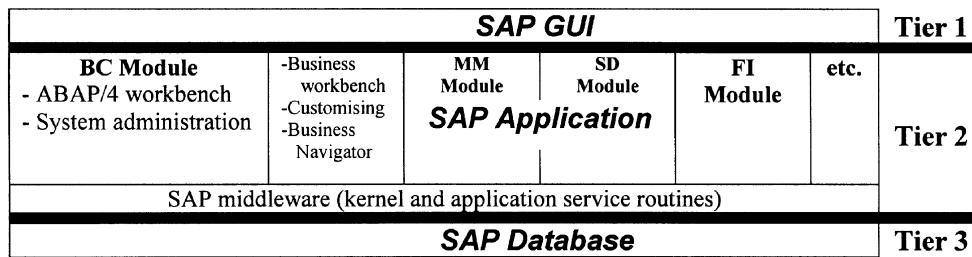 SAP GUI
Tier 1
BC Module
- ABAP/4 workbench
- System administration
-Business
workbench
-Customising
-Business
Navigator
MM
Module
SD
Module
SAP Application
FI
Module
etc.
Tier 2
SAP middleware (kernel and application service routines)
SAP Database
Tier 3